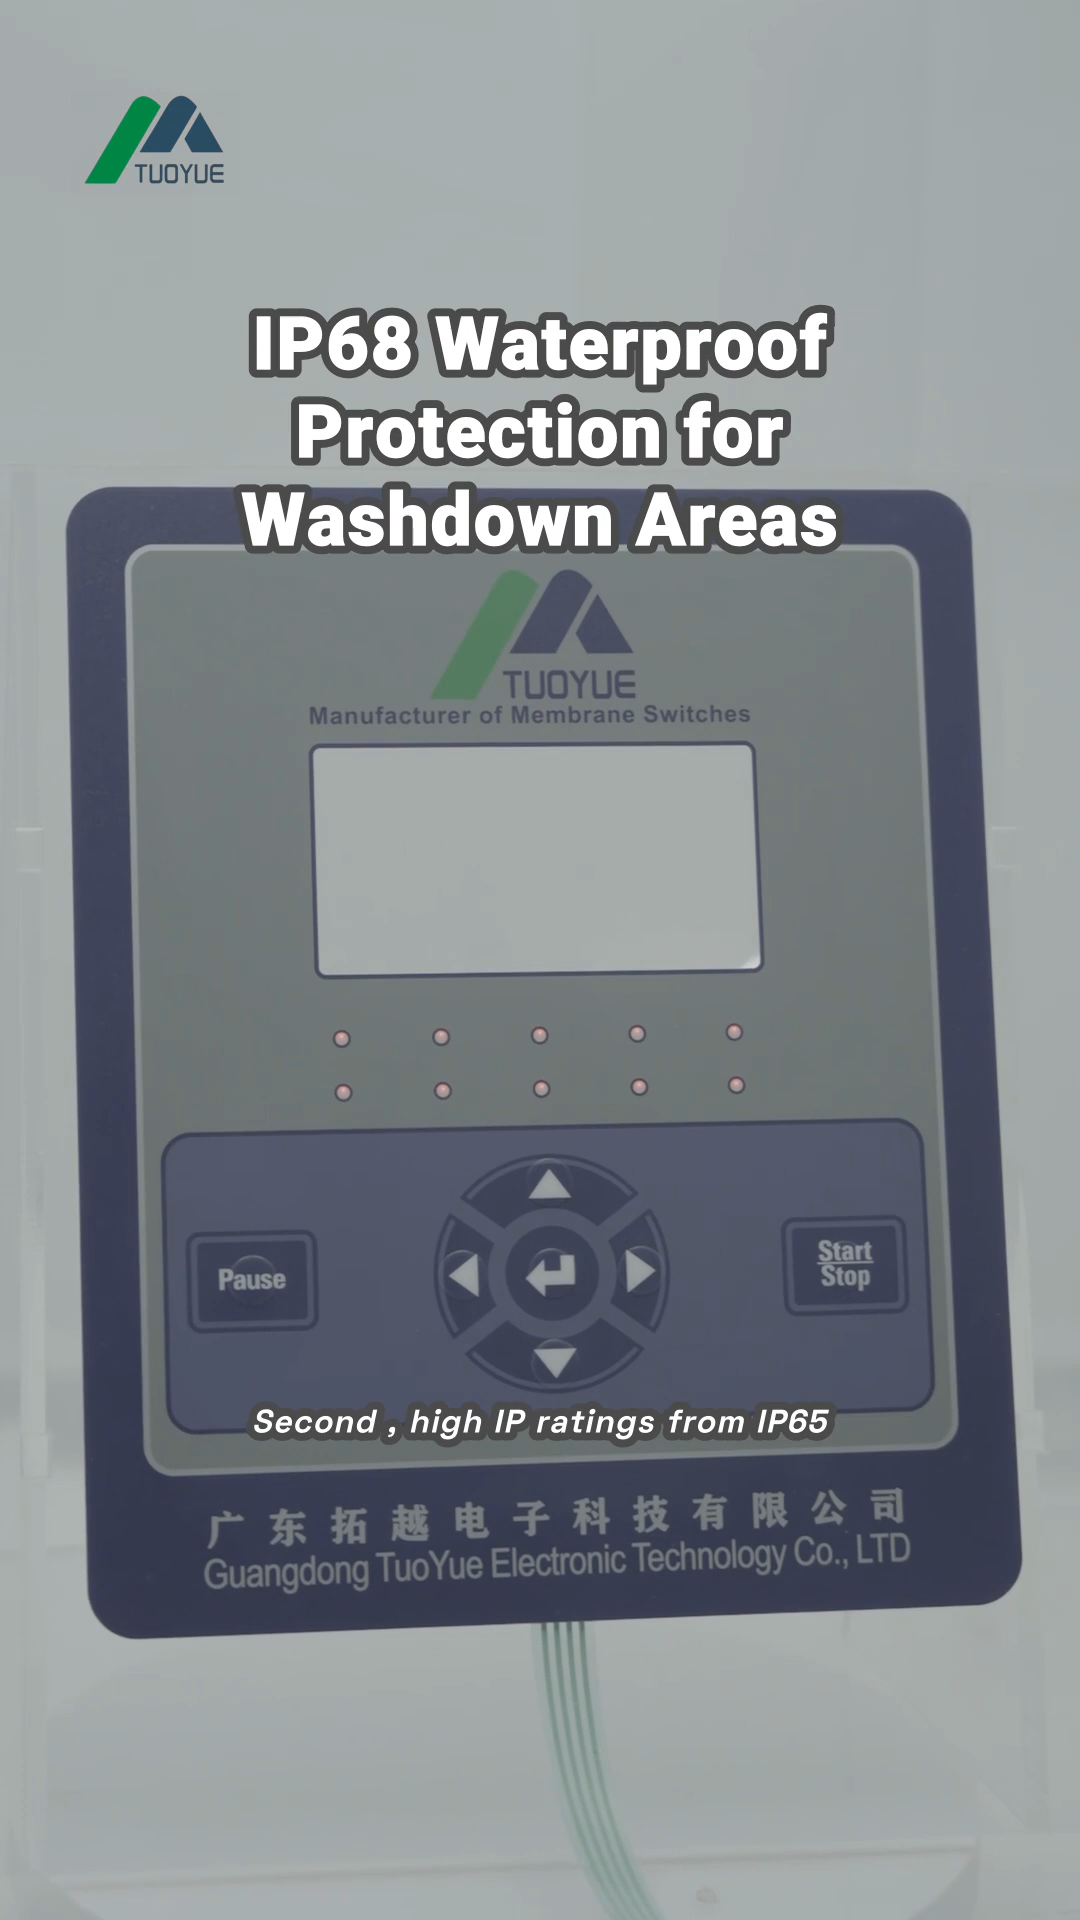 TUOYUE
IP68 Waterproof
Protection for
Washdown Areas
TUOYUE
Manufacturer of Membrane Switches
Pause
Start
Stop
Second , high IP ratings from IP65
广东拓越电子科技有限公司
Guangdong TuoYue Electronic Technology Co., LTD